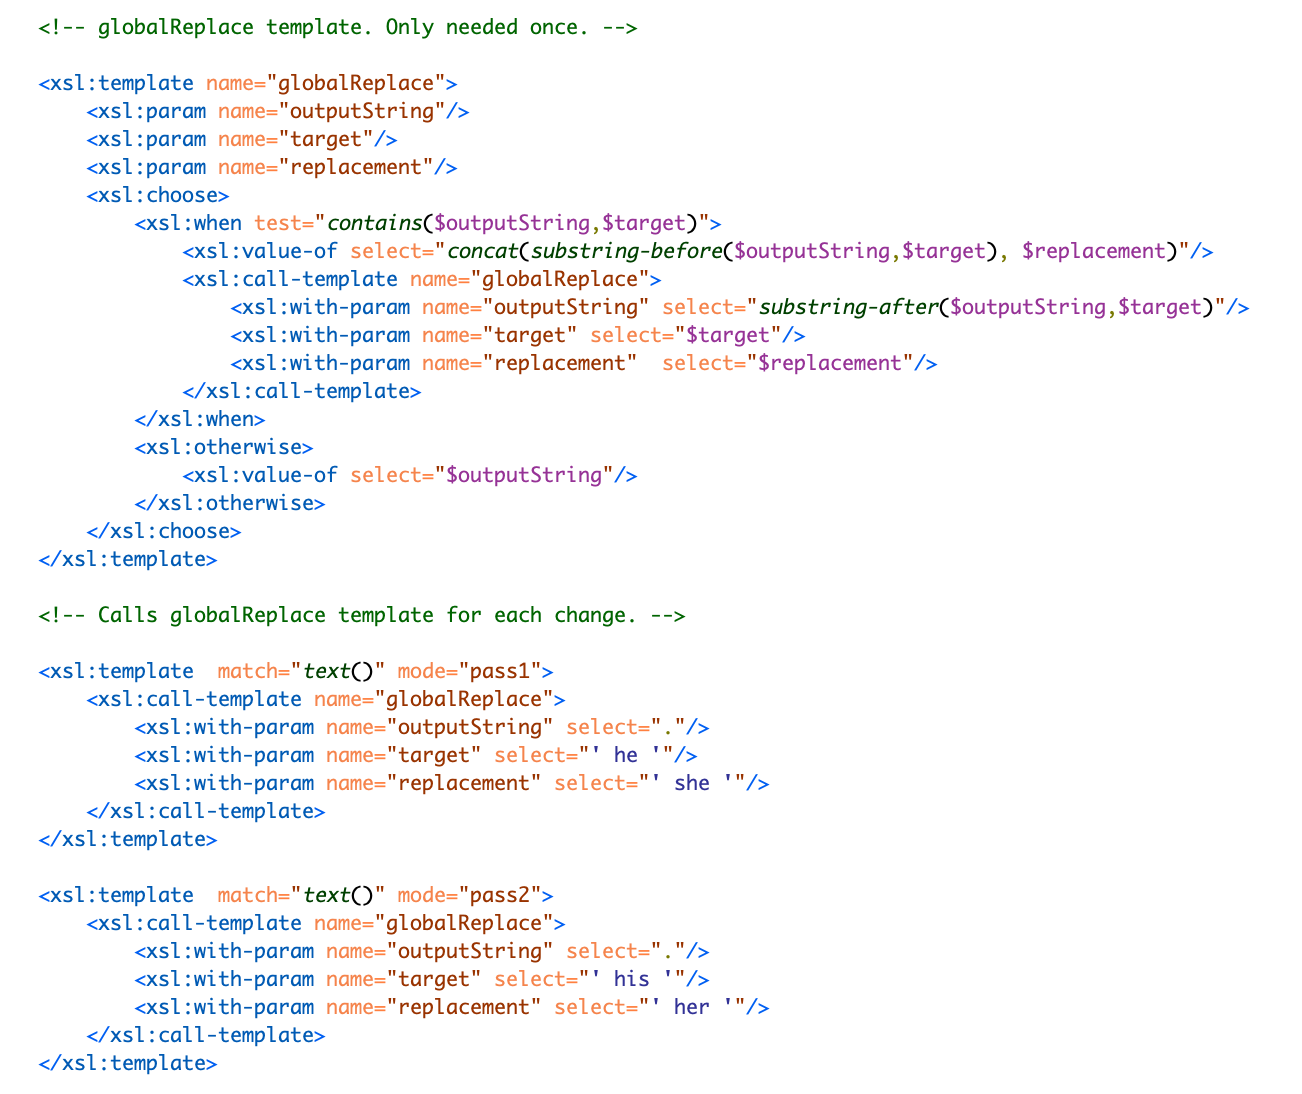 <!-- globalReplace template. Only needed once. -->

<xsl:template name="globalReplace">
    <xsl:param name="outputString"/>
    <xsl:param name="target"/>
    <xsl:param name="replacement"/>
    <xsl:choose>
        <xsl:when test="contains($outputString,$target)">
            <xsl:value-of select="concat(substring-before($outputString,$target), $replacement)"/>
            <xsl:call-template name="globalReplace">
                <xsl:with-param name="outputString" select="substring-after($outputString,$target)"/>
                <xsl:with-param name="target" select="$target"/>
                <xsl:with-param name="replacement"  select="$replacement"/>
            </xsl:call-template>
        </xsl:when>
        <xsl:otherwise>
            <xsl:value-of select="$outputString"/>
        </xsl:otherwise>
    </xsl:choose>
</xsl:template>

<!-- Calls globalReplace template for each change. -->

<xsl:template  match="text()" mode="pass1">
    <xsl:call-template name="globalReplace">
        <xsl:with-param name="outputString" select="."/>
        <xsl:with-param name="target" select="' he '"/>
        <xsl:with-param name="replacement" select="' she '"/>
    </xsl:call-template>
</xsl:template>

<xsl:template  match="text()" mode="pass2">
    <xsl:call-template name="globalReplace">
        <xsl:with-param name="outputString" select="."/>
        <xsl:with-param name="target" select="' his '"/>
        <xsl:with-param name="replacement" select="' her '"/>
    </xsl:call-template>
</xsl:template>